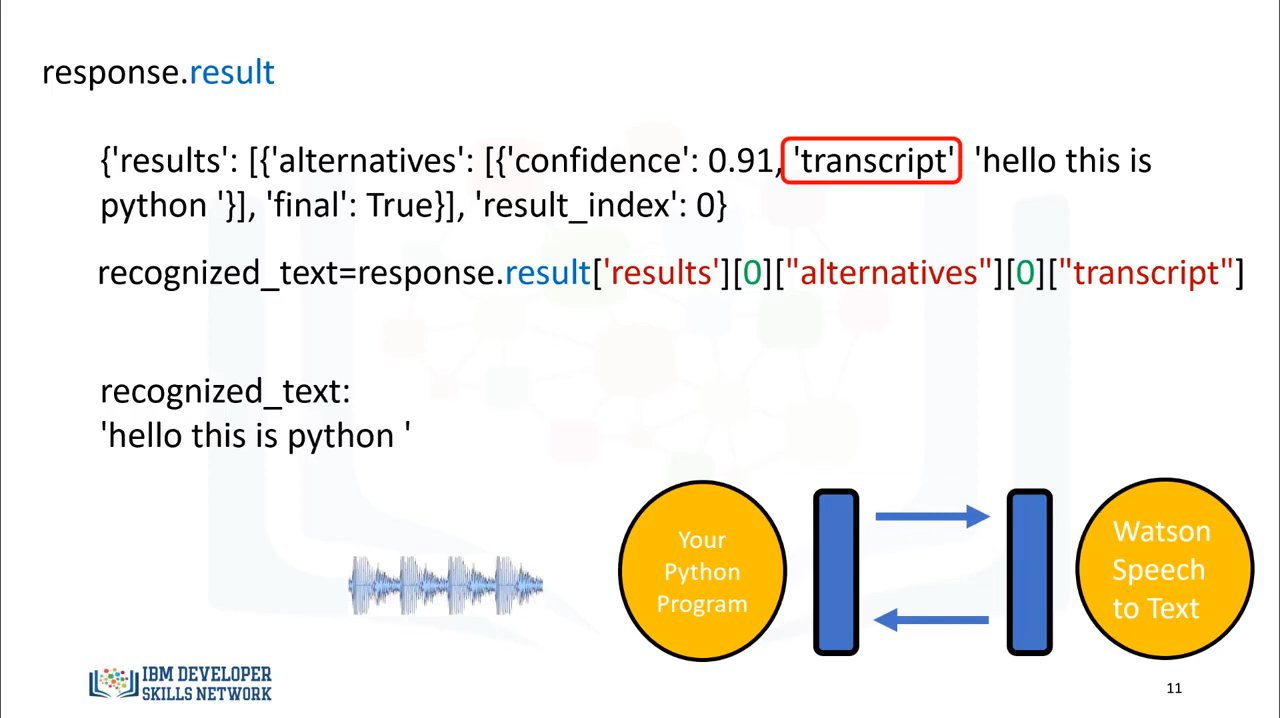 response.result
{'results': [{'alternatives': [{'confidence': 0.91, 'transcript' 'hello this is
python '}], 'final': True}], 'result_index': 0}
recognized_text=response.result['results'][0]["alternatives"][0]["transcript"]
recognized_text:
'hello this is python '
Your
Python
Program
Watson
Speech
to Text
IBM DEVELOPER
SKILLS NETWORK
11